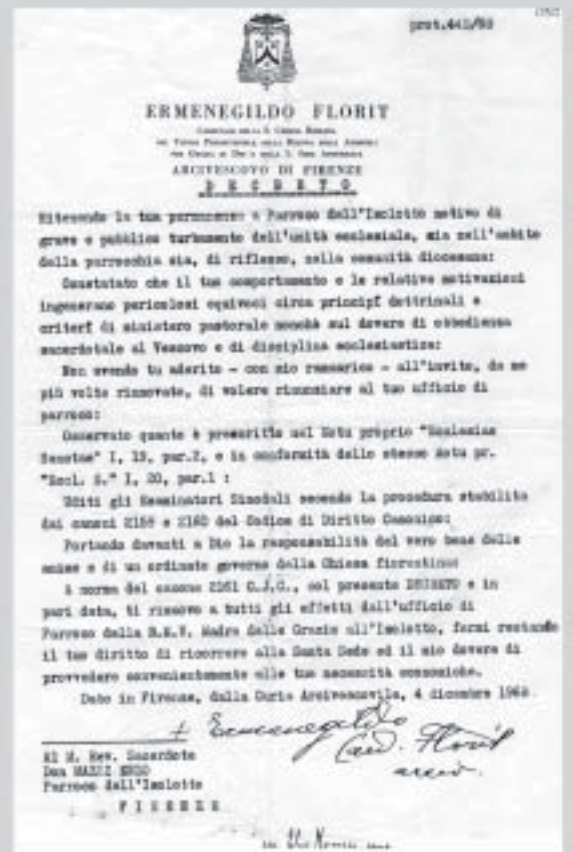 prot.441/68
ERMENEGILDO FLORIT
CARDINALE DELLA S. CHIESA ROMANA
ARCIVESCOVO DI FIRENZE
DECRETO
Ritenendo la tua permanenza a Parroco dell'Isolotto motivo di
grave e pubblico turbamento dell'unità ecclesiale, sia nell'ambito
della parrocchia sia, di riflesso, nella comunità diocesana:
Constatato che il tuo comportamento e le relative motivazioni
ingenerano pericolosi equivoci circa principî dottrinali e
criterî di ministero pastorale nonchè sul dovere di obbedienza
sacerdotale al Vescovo e di disciplina ecclesiastica:
Non avendo tu aderito - con mio rammarico - all'invito, da me
più volte rinnovato, di volere rinunciare al tuo ufficio di
parroco:
Osservato quanto è prescritto nel Motu proprio "Ecclesiae
Sanctae" I, 19, par.2, e in conformità dello stesso Motu pr.
"Eccl. S." I, 20, par.1 :
Uditi gli Esaminatori Sinodali secondo la procedura stabilita
dai canoni 2159 e 2160 del Codice di Diritto Canonico:
Portando davanti a Dio la responsabilità del vero bene delle
anime e di un ordinato governo della Chiesa fiorentina:
A norma del canone 2161 C.J.C., col presente DECRETO e in
pari data, ti rimuovo a tutti gli effetti dall'ufficio di
Parroco della B.M.V. Madre delle Grazie all'Isolotto, fermi restando
il tuo diritto di ricorrere alla Santa Sede ed il mio dovere di
provvedere convenientemente alle tue necessità economiche.
Dato in Firenze, dalla Curia Arcivescovile, 4 dicembre 1968.
+ Ermenegildo
Card. Florit
arciv.
Al M. Rev. Sacerdote
Don MAZZI ENZO
Parroco dell'Isolotto
FIRENZE